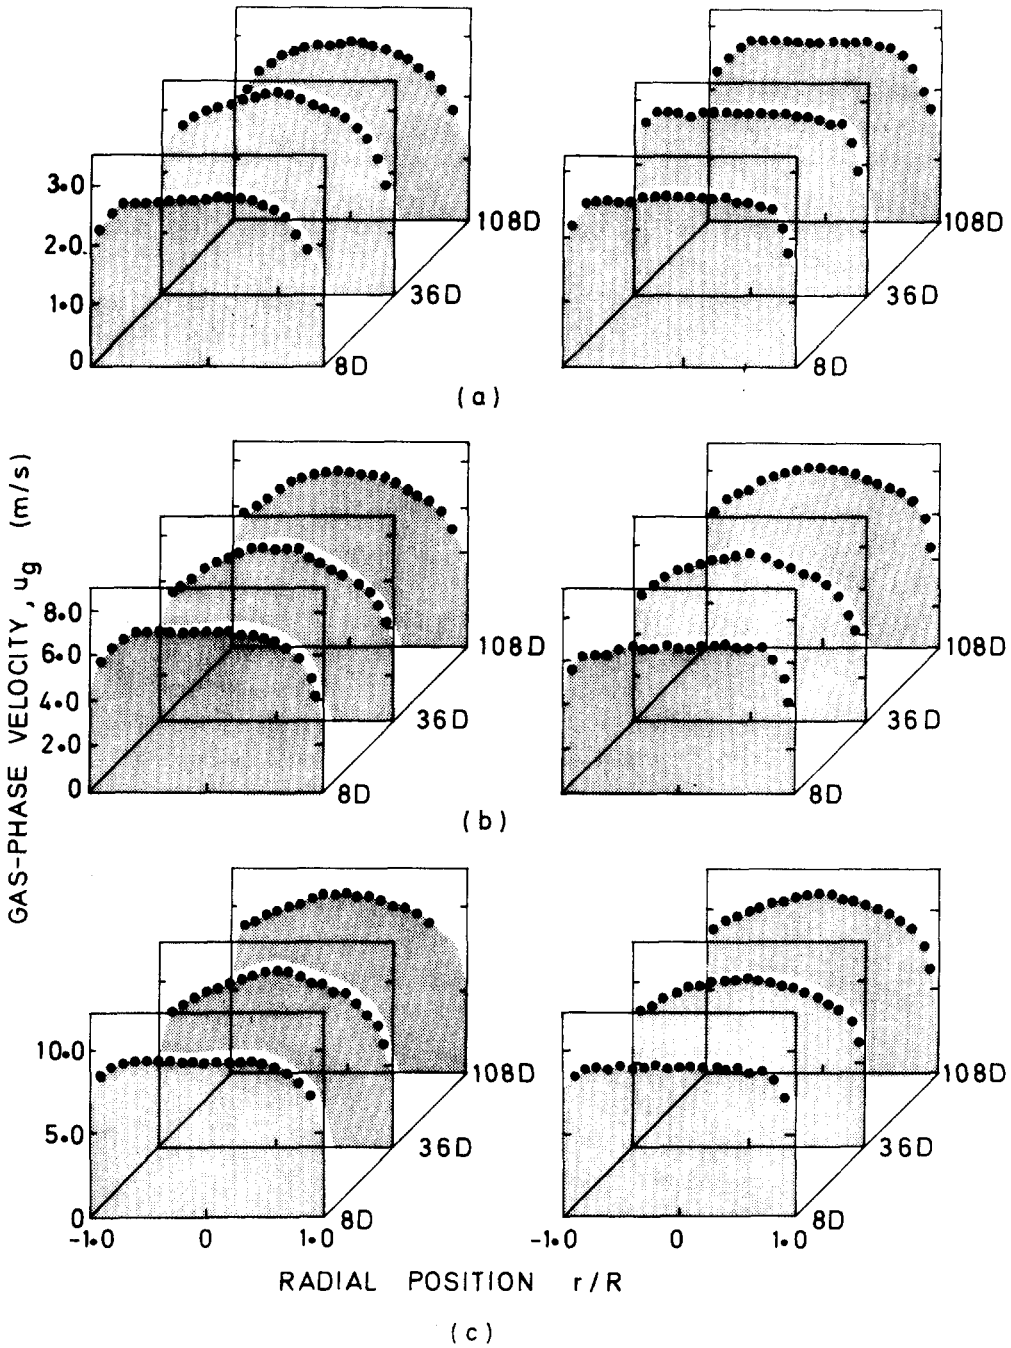 3.0
2.0
1.0
0
108D
36D
8D
108D
36D
8D
(a)
GAS-PHASE VELOCITY, ug (m/s)
8.0
6.0
4.0
2.0
0
108D
36D
8D
108D
36D
8D
(b)
10.0
5.0
0
108D
36D
8D
108D
36D
8D
-1.0 0 1.0
-1.0 0 1.0
RADIAL POSITION r/R
(c)